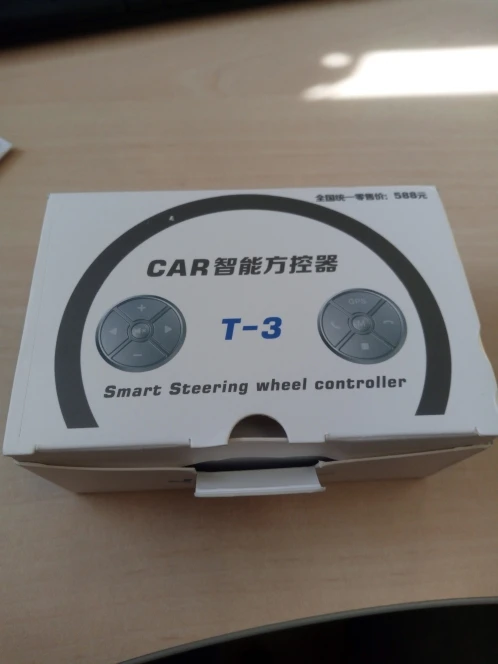 全国统一零售价：588元
CAR智能方控器
T-3
GPS
Smart Steering wheel controller